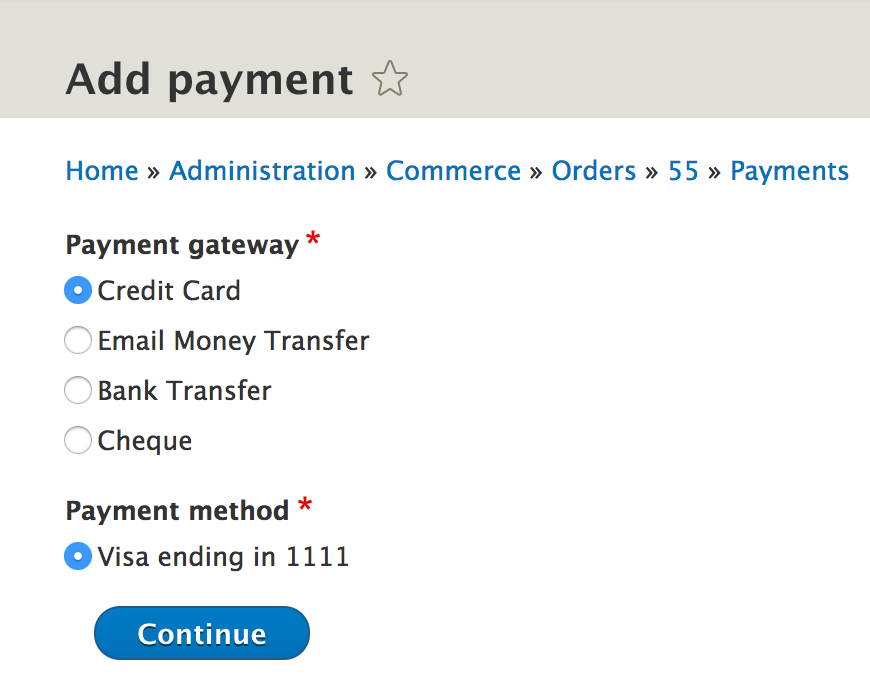 Add payment
Home » Administration » Commerce » Orders » 55 » Payments
Payment gateway *
Credit Card
Email Money Transfer
Bank Transfer
Cheque
Payment method *
Visa ending in 1111
Continue